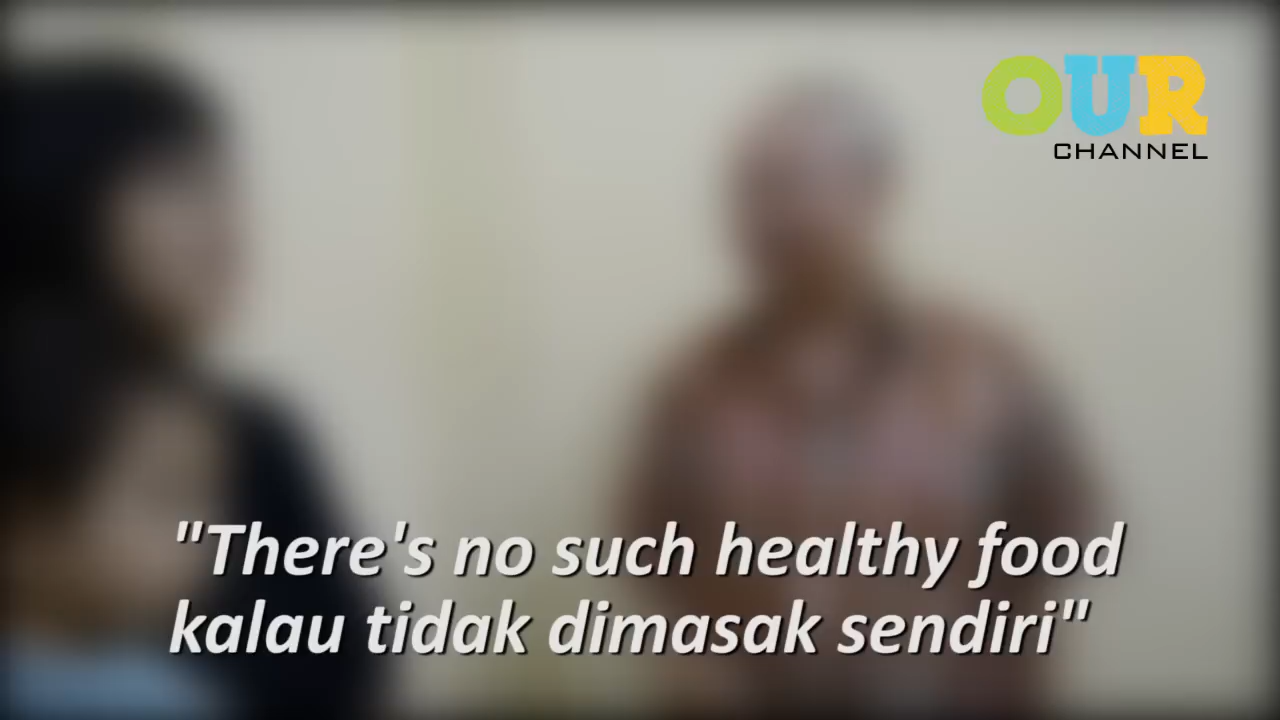 OUR
CHANNEL
"There's no such healthy food
kalau tidak dimasak sendiri"